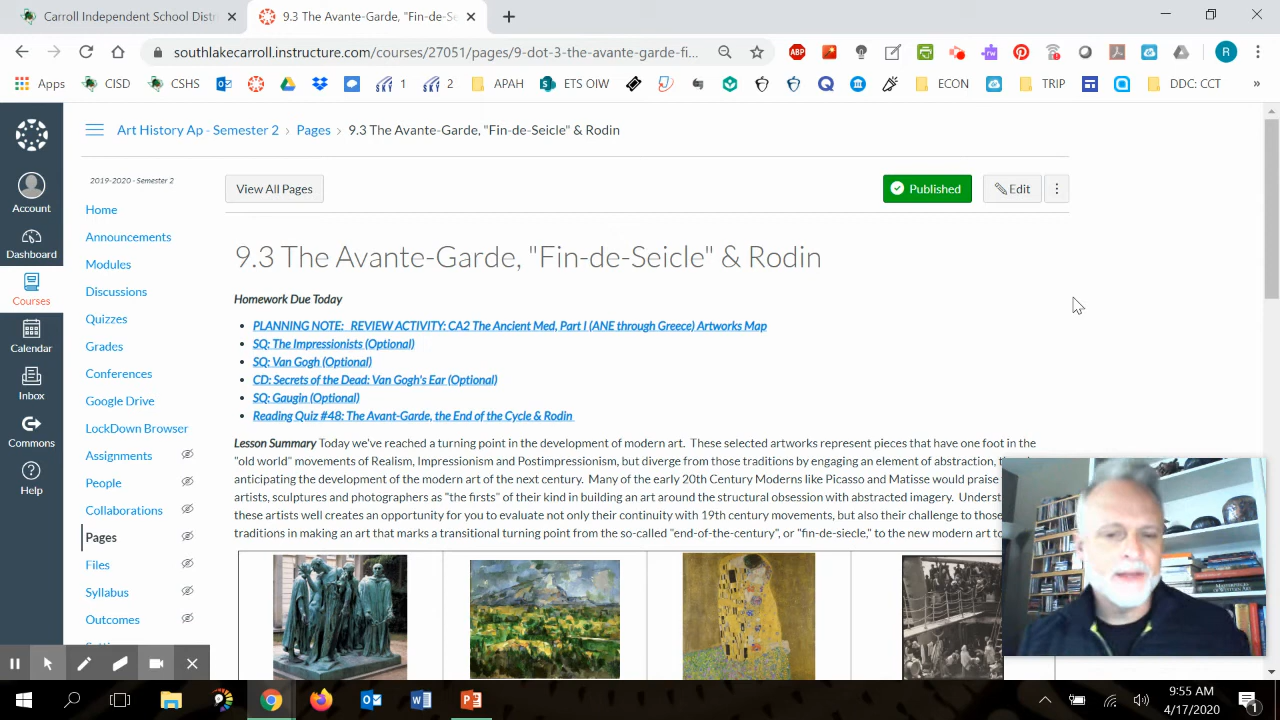 Carroll Independent School Distri
9.3 The Avante-Garde, "Fin-de-Se
southlakecarroll.instructure.com/courses/27051/pages/9-dot-3-the-avante-garde-fi...
ABP
R
Apps
CISD
CSHS
1
2
APAH
ETS OIW
ECON
TRIP
DDC: CCT
»
Art History Ap - Semester 2 › Pages › 9.3 The Avante-Garde, "Fin-de-Seicle" & Rodin
2019-2020 - Semester 2
View All Pages
Published
Edit
Account
Dashboard
Courses
Calendar
Inbox
Commons
Help
Home
Announcements
Modules
Discussions
Quizzes
Grades
Conferences
Google Drive
LockDown Browser
Assignments
People
Collaborations
Pages
Files
Syllabus
Outcomes
9.3 The Avante-Garde, "Fin-de-Seicle" & Rodin
Homework Due Today
PLANNING NOTE: REVIEW ACTIVITY: CA2 The Ancient Med, Part I (ANE through Greece) Artworks Map
SQ: The Impressionists (Optional)
SQ: Van Gogh (Optional)
CD: Secrets of the Dead: Van Gogh's Ear (Optional)
SQ: Gaugin (Optional)
Reading Quiz #48: The Avant-Garde, the End of the Cycle & Rodin
Lesson Summary Today we've reached a turning point in the development of modern art. These selected artworks represent pieces that have one foot in the
"old world" movements of Realism, Impressionism and Postimpressionism, but diverge from those traditions by engaging an element of abstraction,
anticipating the development of the modern art of the next century. Many of the early 20th Century Moderns like Picasso and Matisse would praise
artists, sculptures and photographers as "the firsts" of their kind in building an art around the structural obsession with abstracted imagery. Underst
these artists well creates an opportunity for you to evaluate not only their continuity with 19th century movements, but also their challenge to those
traditions in making an art that marks a transitional turning point from the so-called "end-of-the-century", or "fin-de-siecle," to the new modern art to
9:55 AM
4/17/2020
1